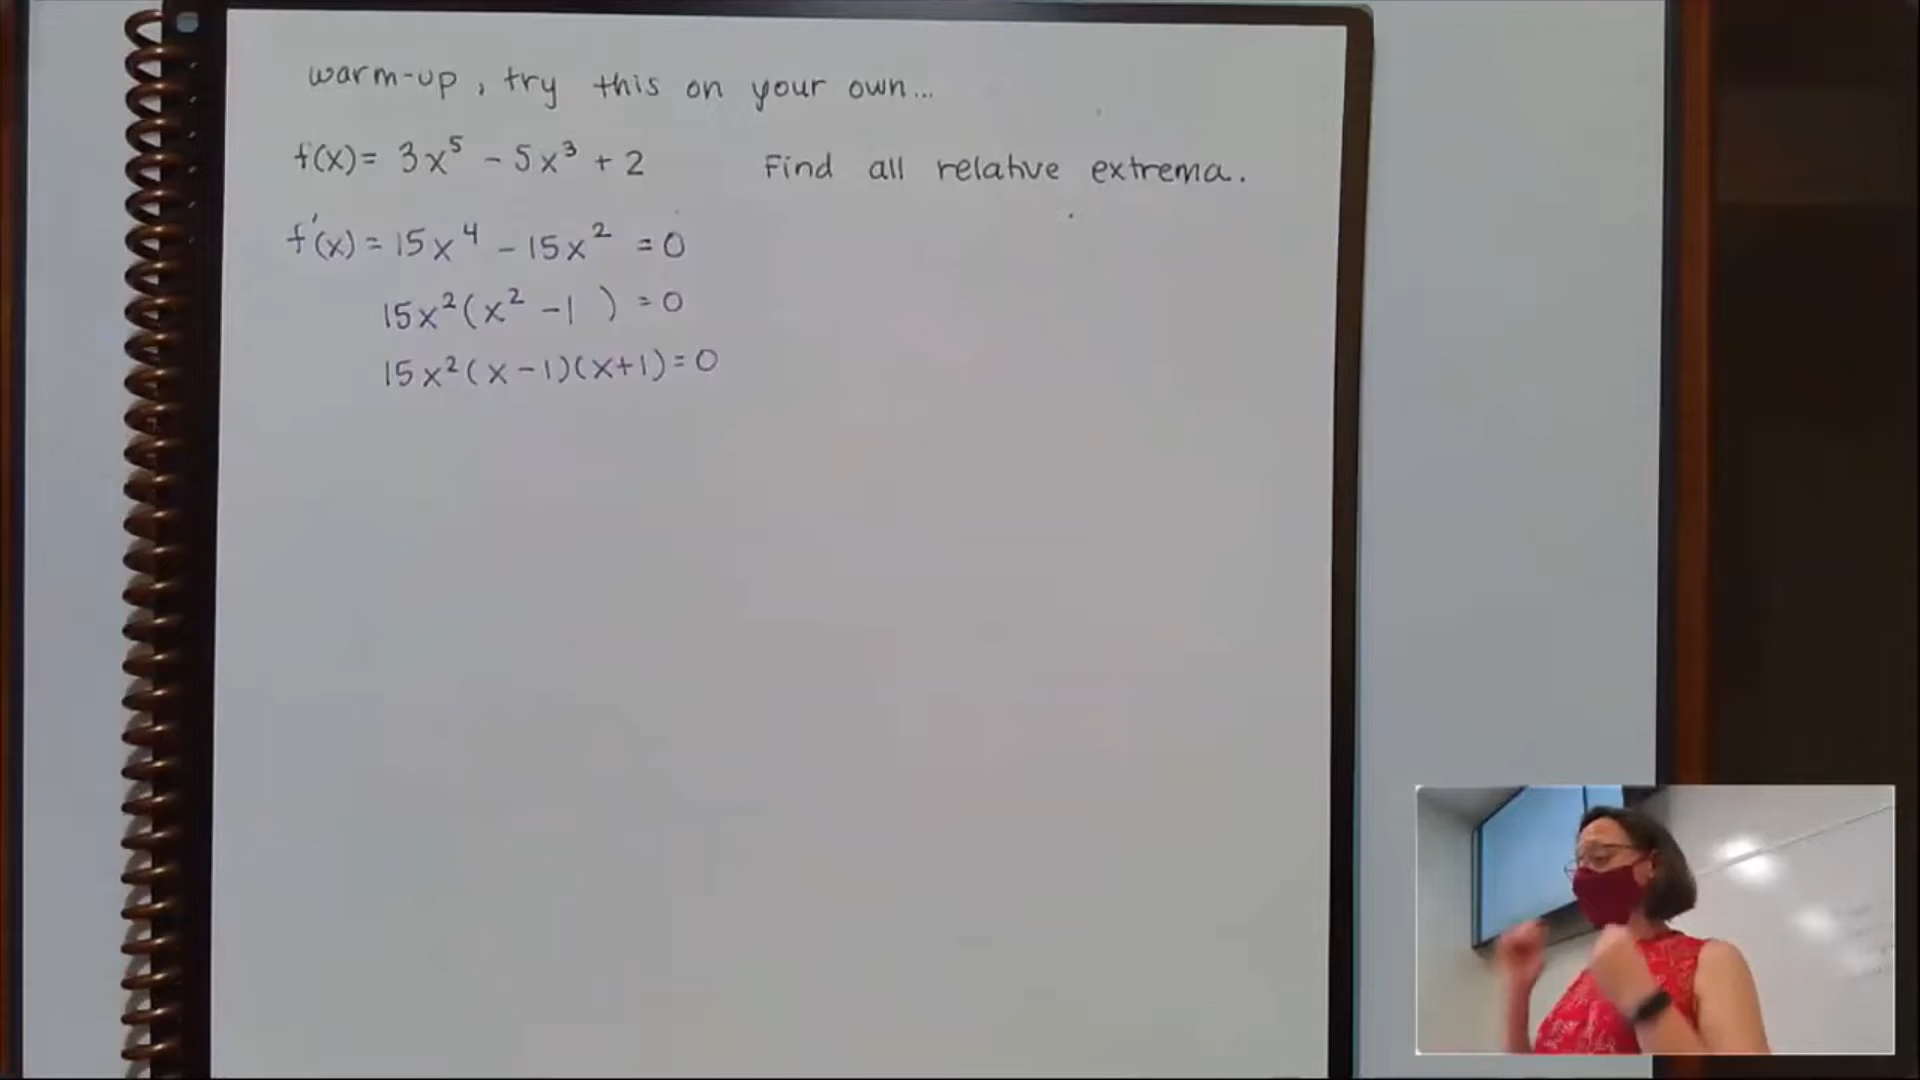 warm-up, try this on your own...
f(x) = 3x⁵ - 5x³ + 2 Find all relative extrema.
f'(x) = 15x⁴ - 15x² = 0
15x²(x² - 1 ) = 0
15x²(x - 1)(x+1) = 0